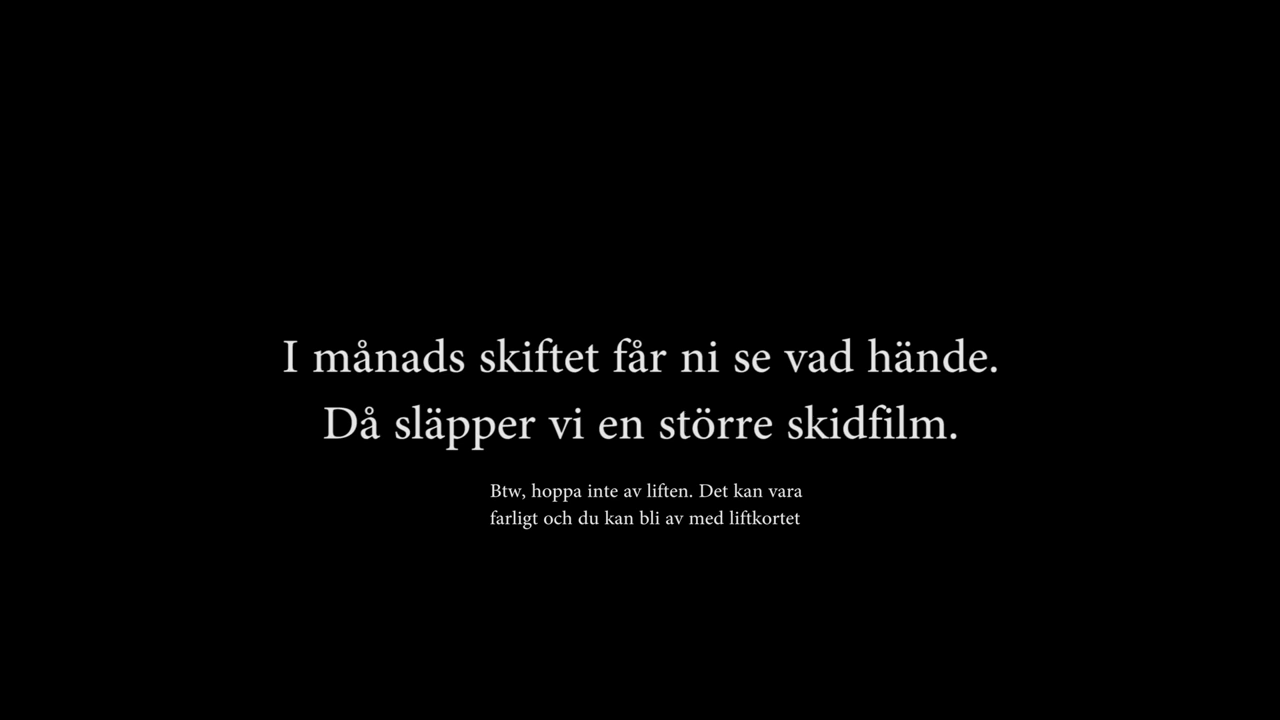 I månads skiftet får ni se vad hände.
Då släpper vi en större skidfilm.
Btw, hoppa inte av liften. Det kan vara
farligt och du kan bli av med liftkortet